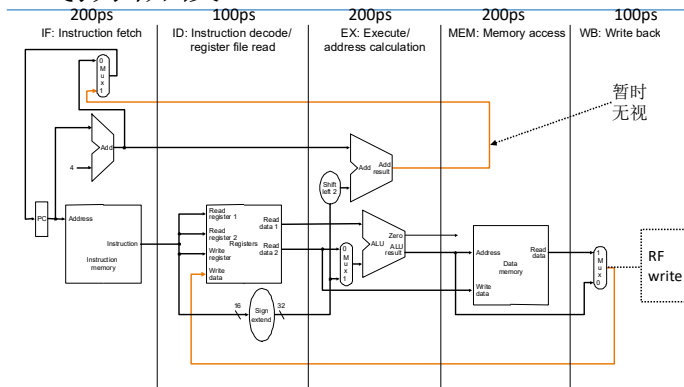 200ps 100ps 200ps 200ps 100ps
IF: Instruction fetch ID: Instruction decode/ EX: Execute/ MEM: Memory access WB: Write back
register file read address calculation
0
M
u
x
1
暂时
无视
Add
4
Add Add
result
Shift
left 2
PC
Address
Instruction
Instruction
memory
Read
register 1
Read
register 2
Registers
Write
register
Write
data
Read
data 1
Read
data 2
0
M
u
x
1
Zero
ALU ALU
result
Address
Data
memory
Read
data
Write
data
1
M
u
x
0
RF
write
16 32
Sign
extend